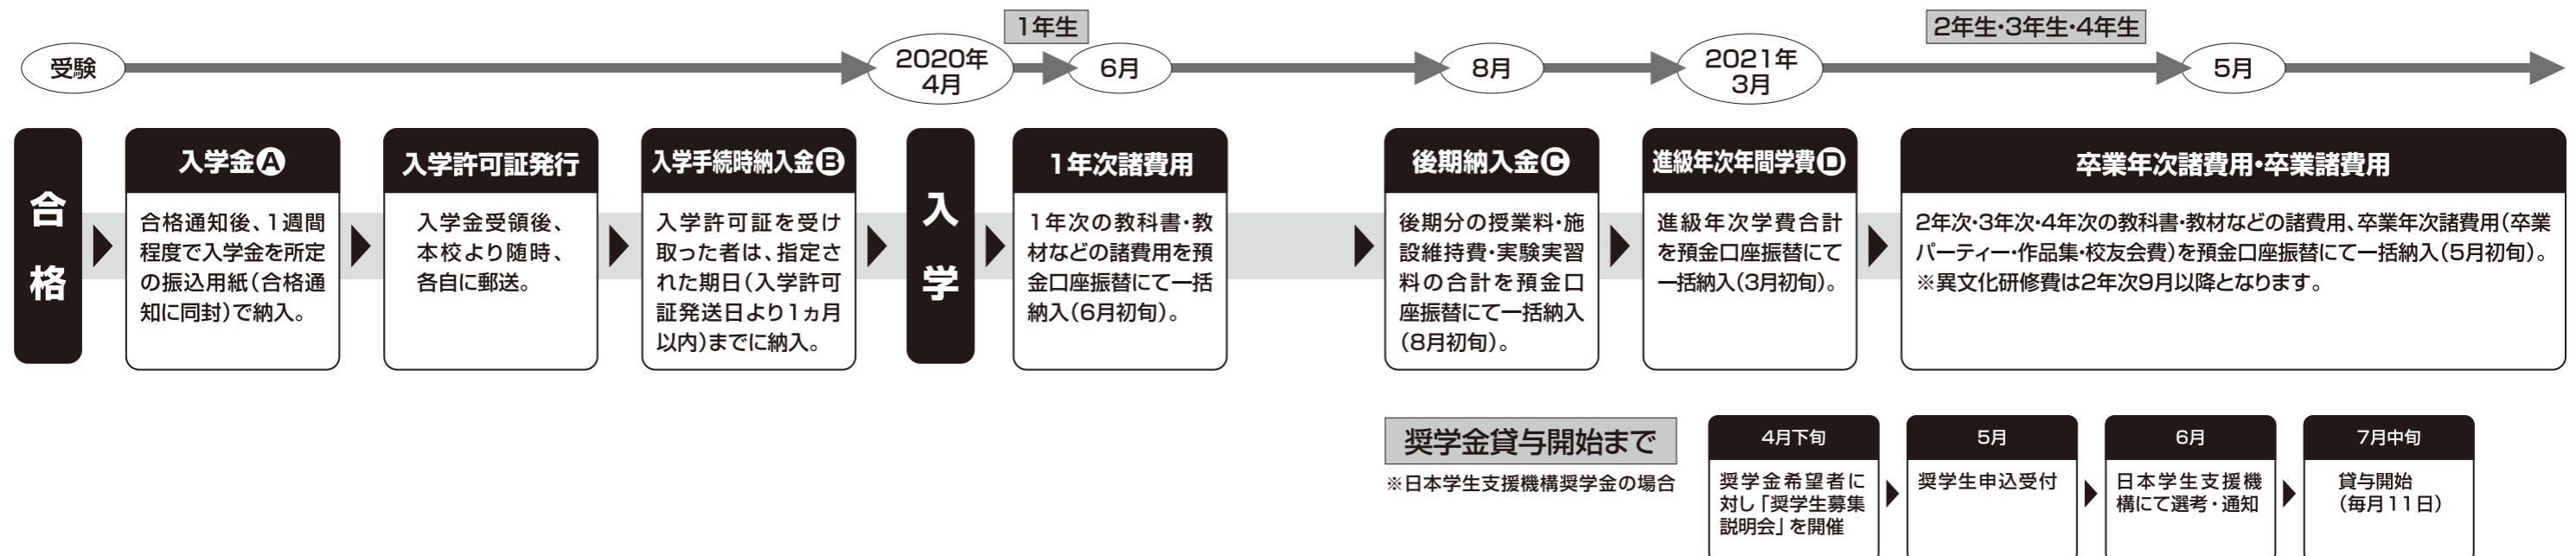 1年生
2年生・3年生・4年生
受験
2020年
4月
6月
8月
2021年
3月
5月
合格
入学金A
合格通知後、1週間
程度で入学金を所定
の振込用紙(合格通
知に同封)で納入。
入学許可証発行
入学金受領後、
本校より随時、
各自に郵送。
入学手続時納入金B
入学許可証を受け
取った者は、指定さ
れた期日(入学許可
証発送日より1ヵ月
以内)までに納入。
入学
1年次諸費用
1年次の教科書・教
材などの諸費用を預
金口座振替にて一括
納入(6月初旬)。
後期納入金C
後期分の授業料・施
設維持費・実験実習
料の合計を預金口
座振替にて一括納入
(8月初旬)。
進級年次年間学費D
進級年次学費合計
を預金口座振替にて
一括納入(3月初旬)。
卒業年次諸費用・卒業諸費用
2年次・3年次・4年次の教科書・教材などの諸費用、卒業年次諸費用(卒業
パーティー・作品集・校友会費)を預金口座振替にて一括納入(5月初旬)。
※異文化研修費は2年次9月以降となります。
奨学金貸与開始まで
※日本学生支援機構奨学金の場合
4月下旬
奨学金希望者に
対し「奨学生募集
説明会」を開催
5月
奨学生申込受付
6月
日本学生支援機
構にて選考・通知
7月中旬
貸与開始
(毎月11日)